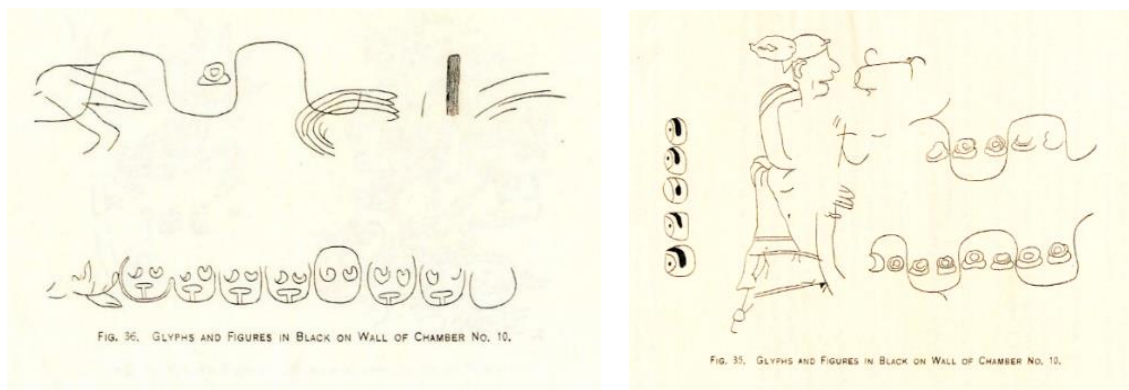 FIG. 36. GLYPHS AND FIGURES IN BLACK ON WALL OF CHAMBER NO. 10.
FIG. 35. GLYPHS AND FIGURES IN BLACK ON WALL OF CHAMBER NO. 10.